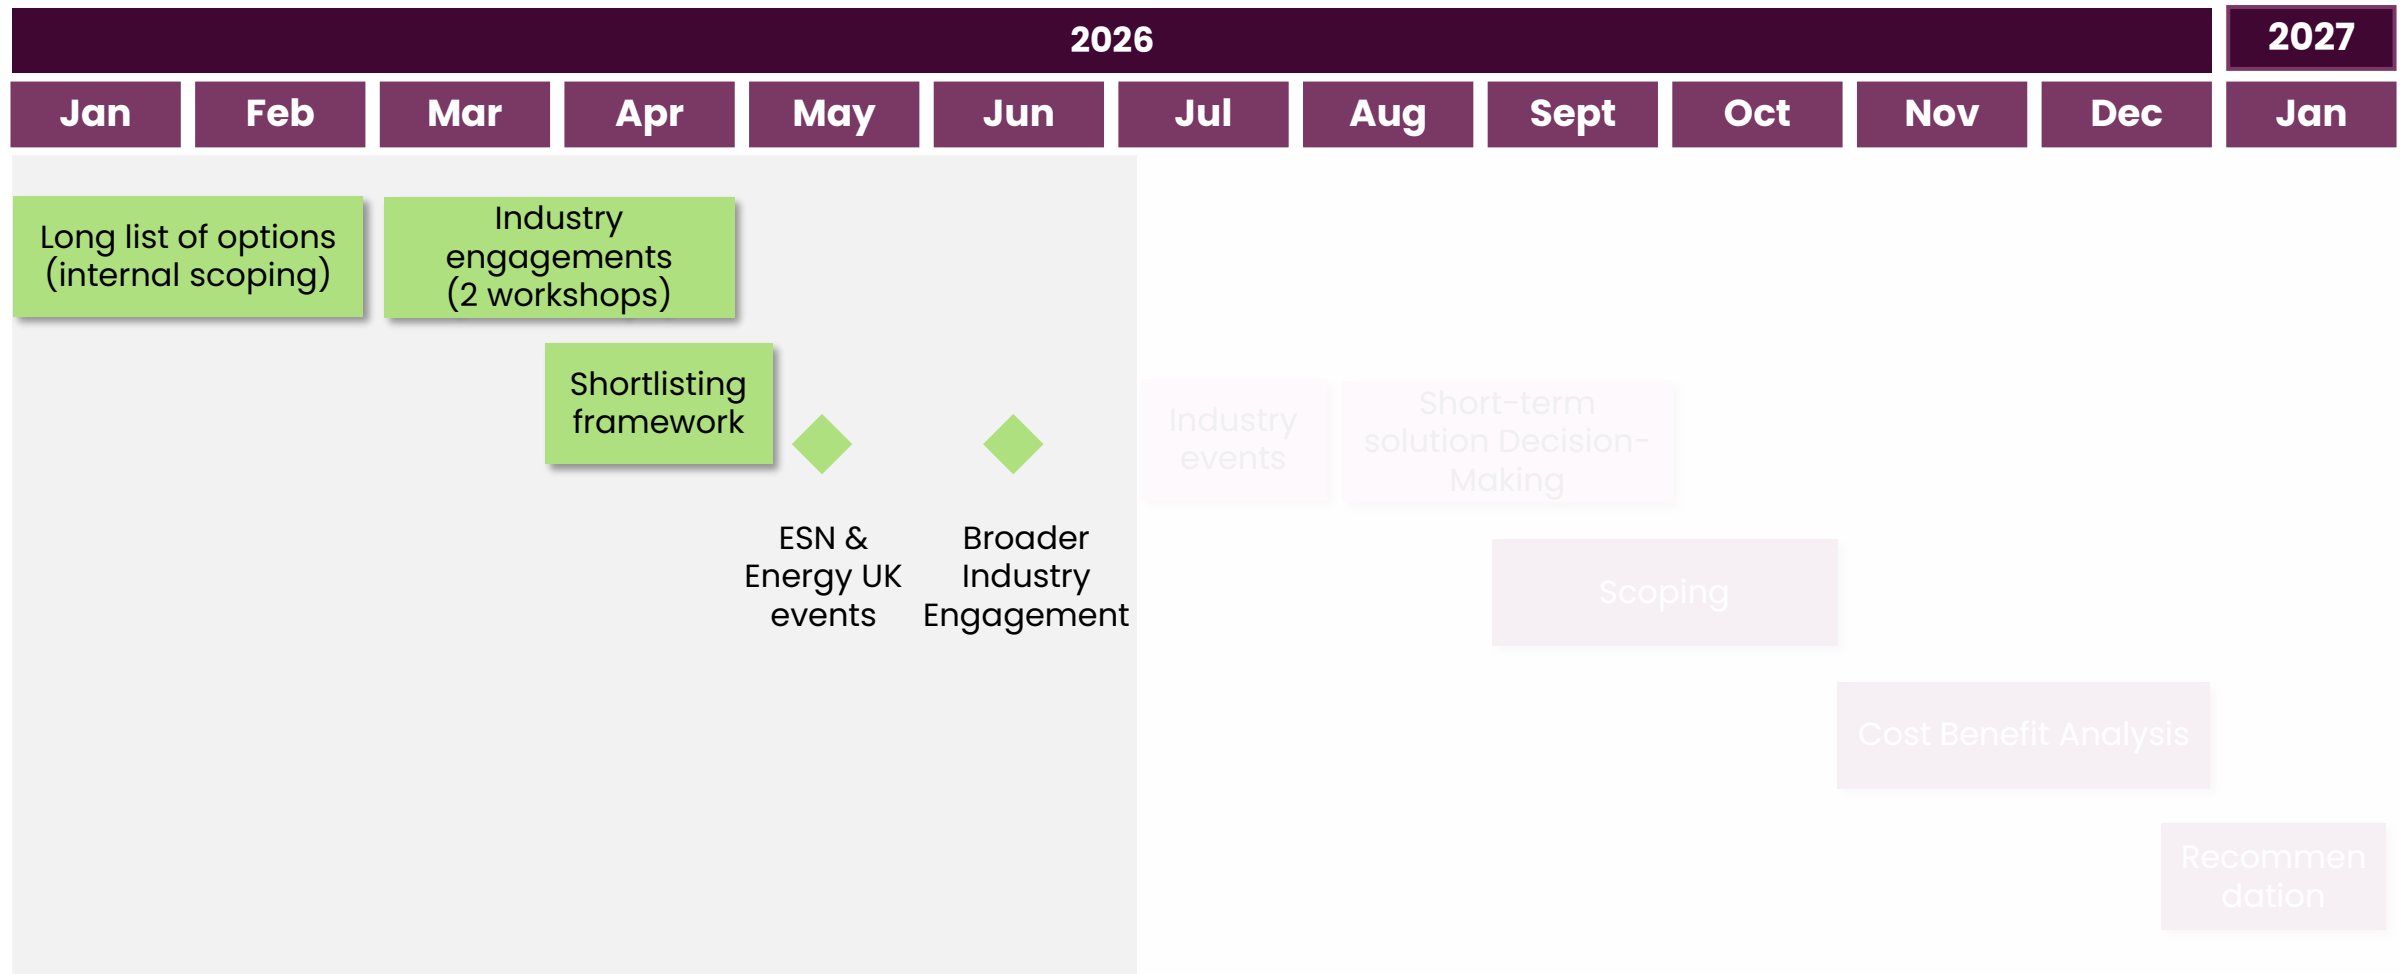 2026
2027
Jan
Feb
Mar
Apr
May
Jun
Jul
Aug
Sept
Oct
Nov
Dec
Jan
Long list of options
(internal scoping)
Industry
engagements
(2 workshops)
Shortlisting
framework
ESN &
Energy UK
events
Broader
Industry
Engagement
Industry
events
Short-term
solution Decision-
Making
Scoping
Cost Benefit Analysis
Recommen
dation